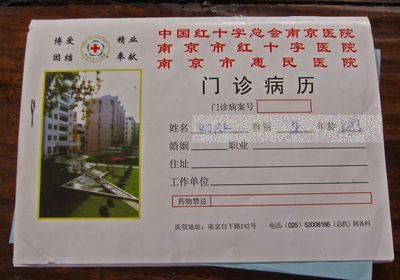 博爱 精业
团结 奉献
中国红十字总会南京医院
南京市红十字医院
南京市惠民医院
门诊病历
门诊病案号
姓名 性别 年龄
婚姻 职业
住址
工作单位
药物禁忌
医院地址：南京白下路242号 电话：（025）52008166（总机）转各科